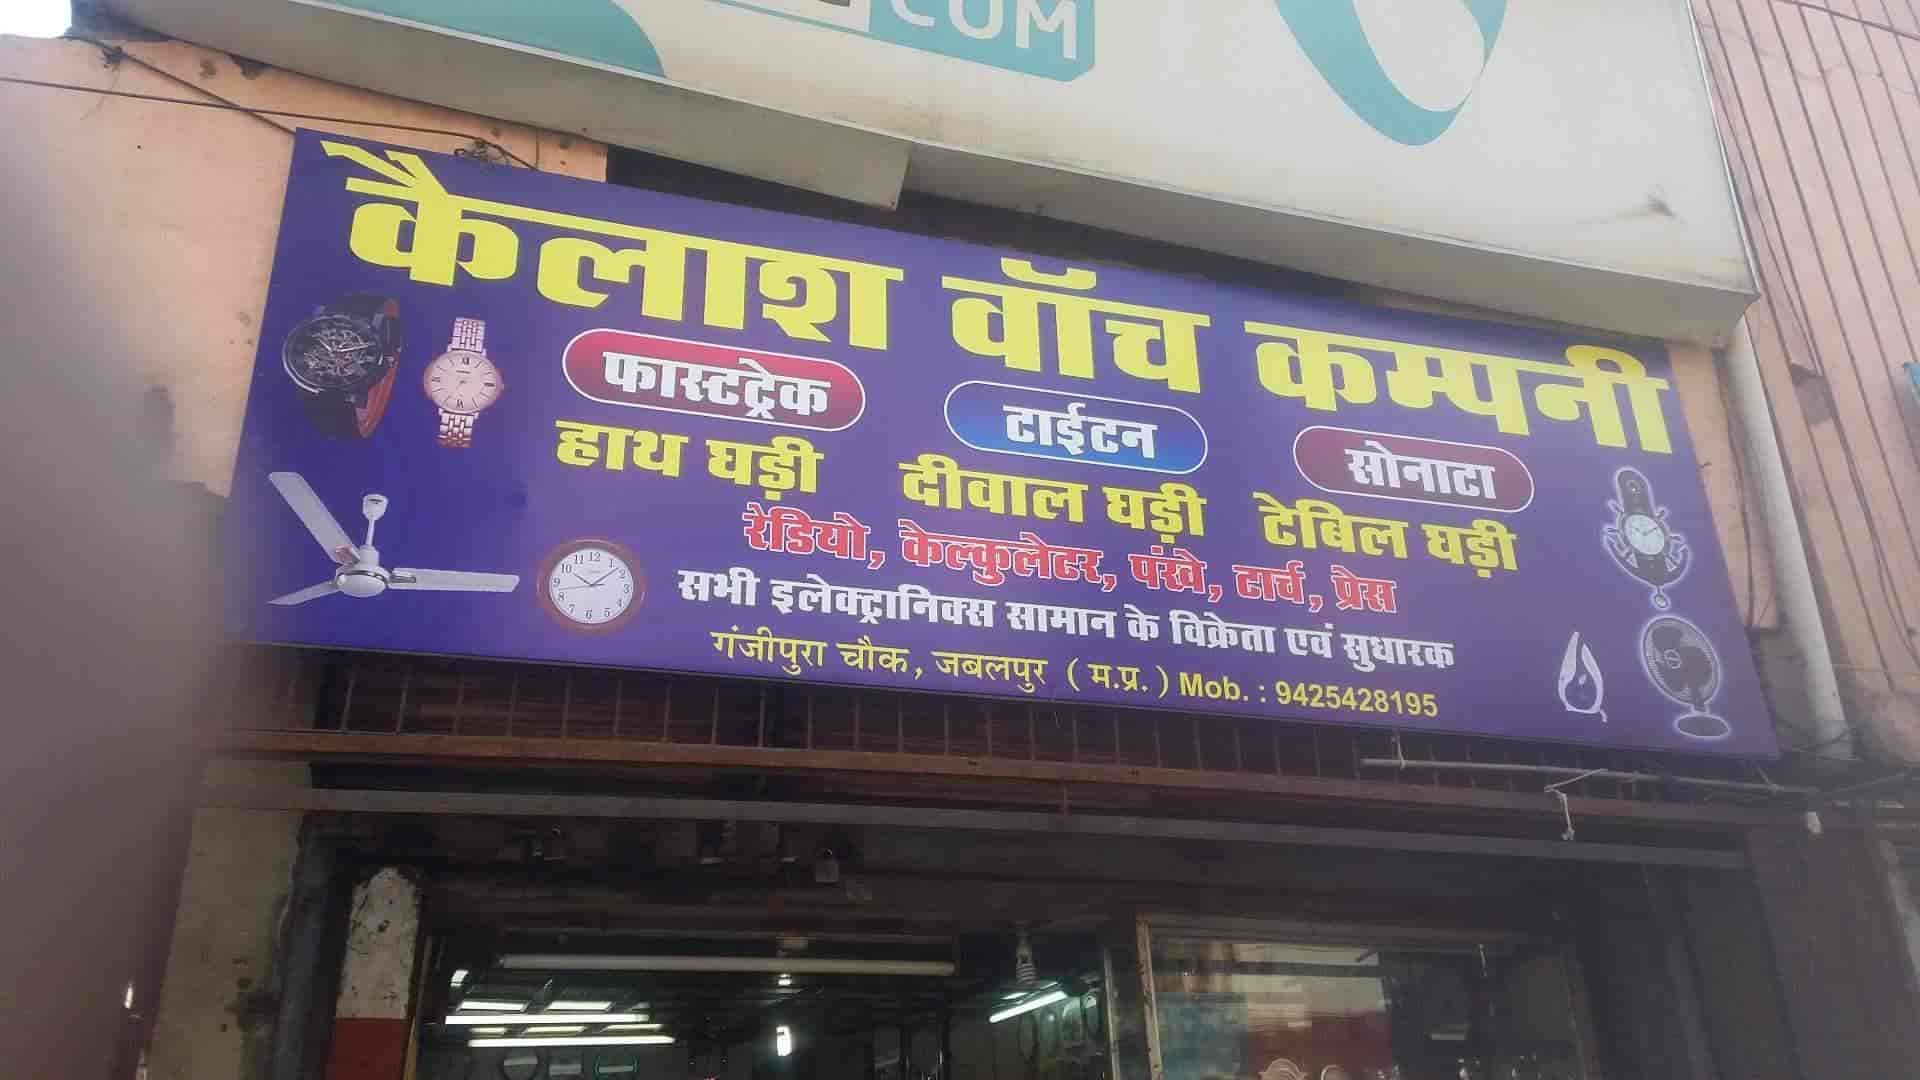 COM
कैलाश वॉच कम्पनी
फास्टट्रेक टाईटन सोनाटा
हाथ घड़ी दीवाल घड़ी टेबिल घड़ी
रेडियो, केल्कुलेटर, पंखे, टार्च, प्रेस
सभी इलेक्ट्रानिक्स सामान के विक्रेता एवं सुधारक
गंजीपुरा चौक, जबलपुर ( म.प्र. ) Mob. : 9425428195